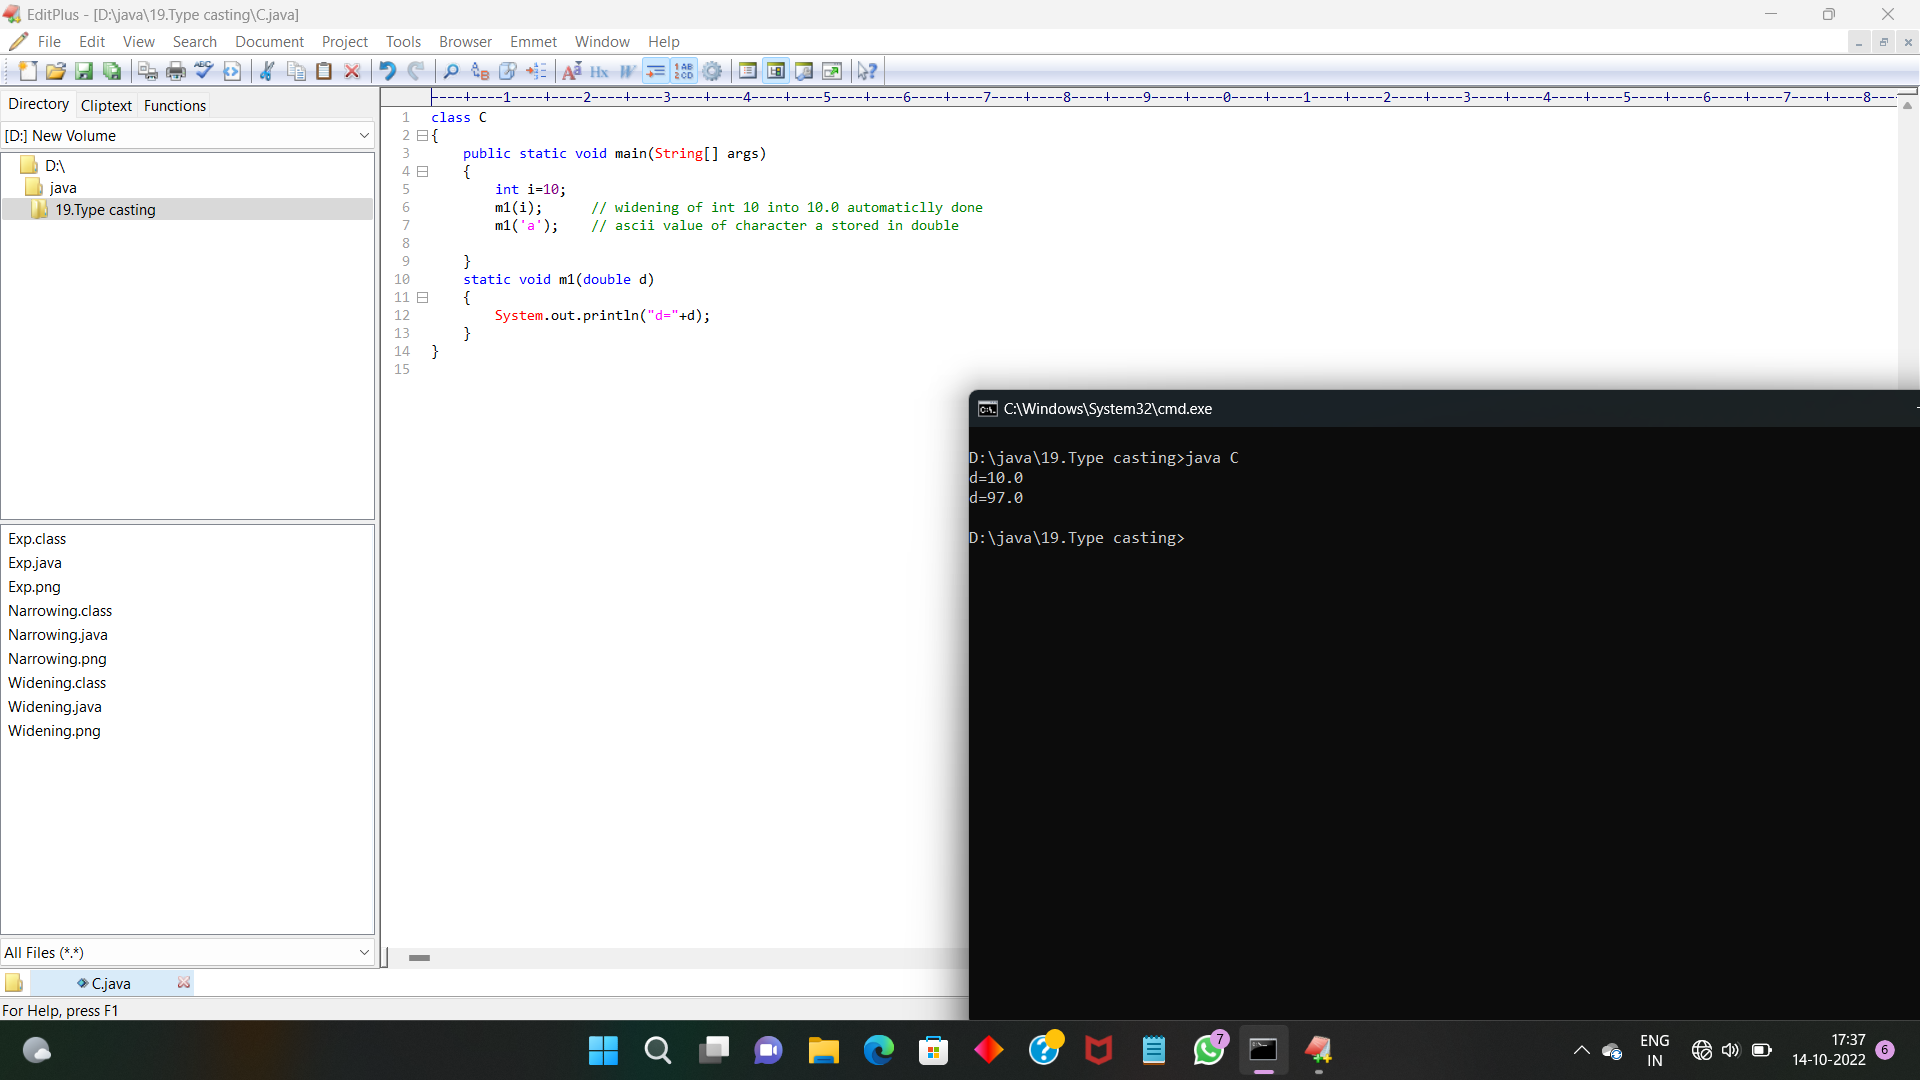 EditPlus - [D:\java\19.Type casting\C.java]
File Edit View Search Document Project Tools Browser Emmet Window Help
Directory Cliptext Functions
[D:] New Volume
D:\
java
19.Type casting
Exp.class
Exp.java
Exp.png
Narrowing.class
Narrowing.java
Narrowing.png
Widening.class
Widening.java
Widening.png
All Files (*.*)
----+----1----+----2----+----3----+----4----+----5----+----6----+----7----+----8----+----9----+----0----+----1----+----2----+----3----+----4----+----5----+----6----+----7----+----8---
1 class C
2 {
3     public static void main(String[] args)
4     {
5         int i=10;
6         m1(i);      // widening of int 10 into 10.0 automaticlly done
7         m1('a');    // ascii value of character a stored in double
8
9     }
10     static void m1(double d)
11     {
12         System.out.println("d="+d);
13     }
14 }
15
C:\Windows\System32\cmd.exe
D:\java\19.Type casting>java C
d=10.0
d=97.0
D:\java\19.Type casting>
C.java
For Help, press F1
7
ENG
IN
17:37
14-10-2022
6